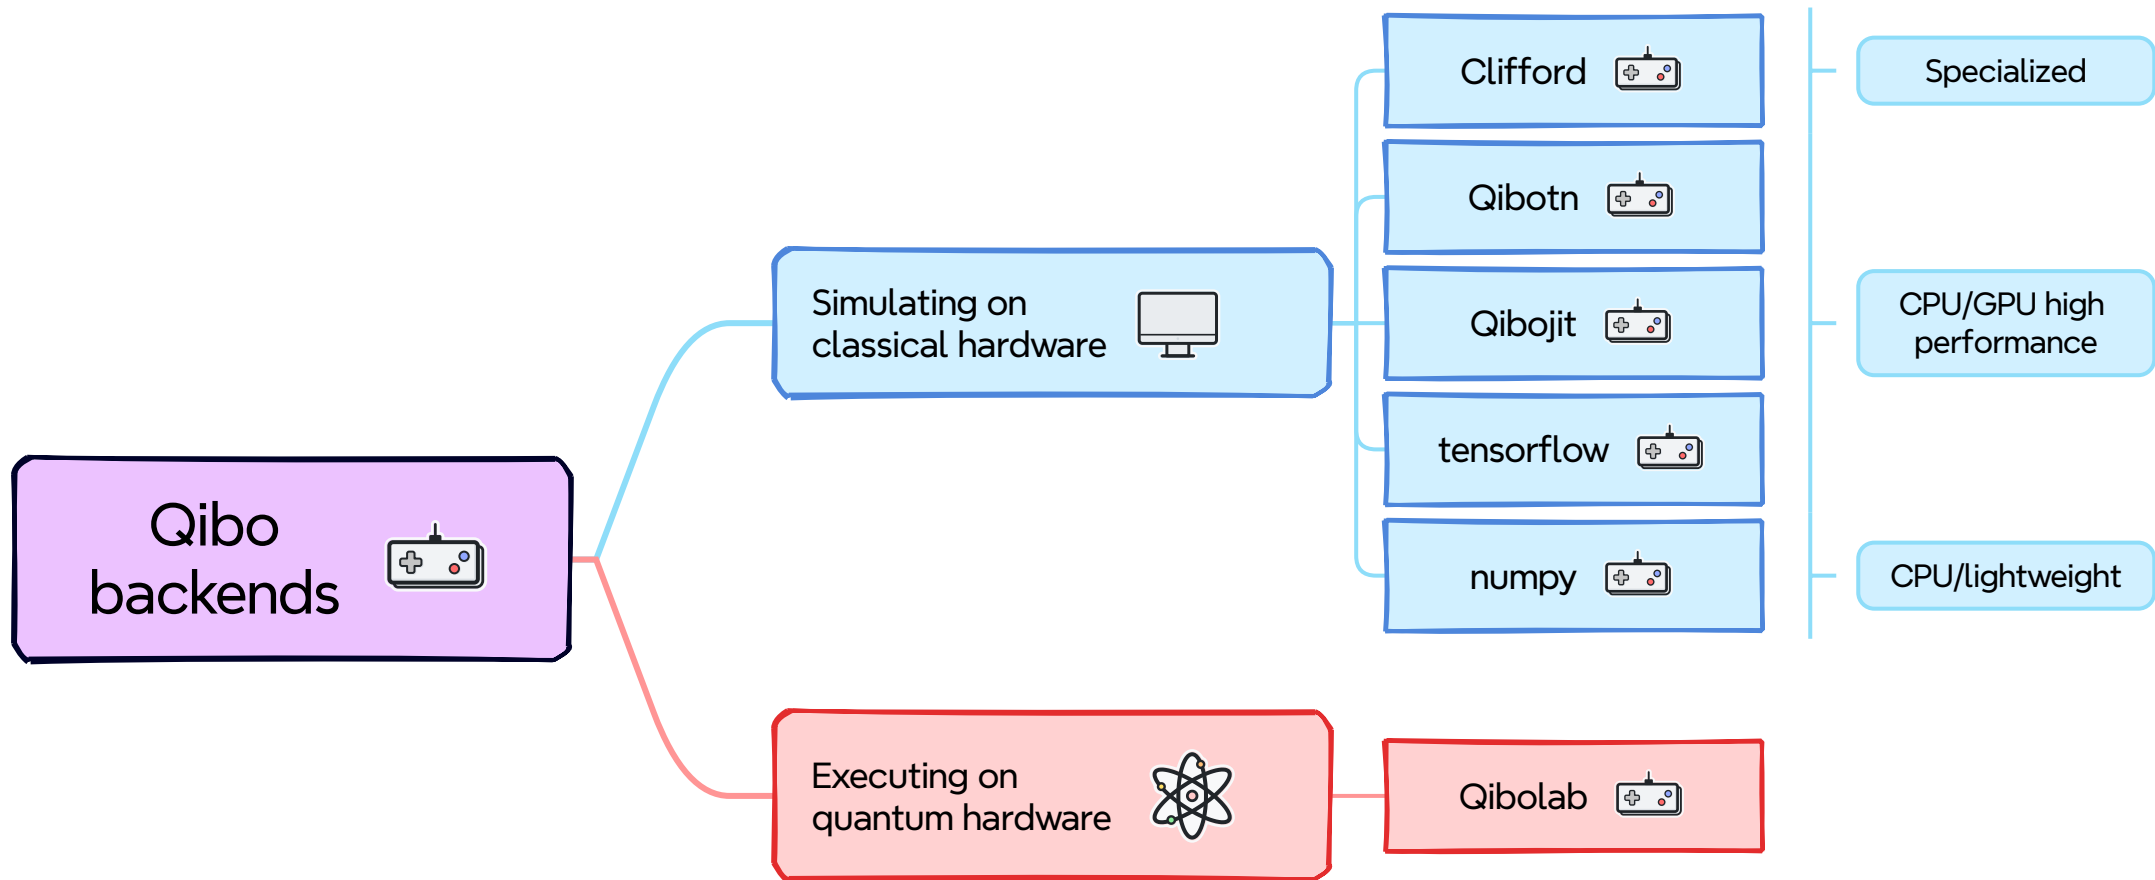 Qibo
backends
Simulating on
classical hardware
Clifford
Qibotn
Qibojit
tensorflow
numpy
Specialized
CPU/GPU high
performance
CPU/lightweight
Executing on
quantum hardware
Qibolab